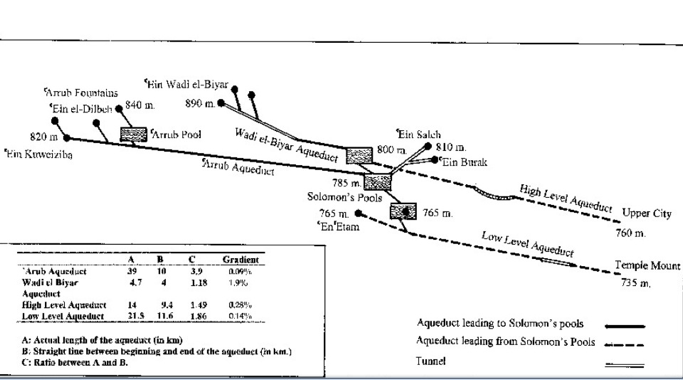 ʿEin Wadi el-Biyar
ʿArrub Fountains
ʿEin el-Dilbeh
840 m.
890 m.
ʿArrub Pool
820 m
ʿEin Kuweiziba
Wadi el-Biyar Aqueduct
800 m.
ʿEin Saleh
810 m.
ʿEin Burak
ʿArrub Aqueduct
785 m.
Solomon's Pools
High Level Aqueduct
Upper City
760 m.
765 m.
ʿEnʿEtam
765 m.
Low Level Aqueduct
Temple Mount
735 m.
A B C Gradient
ʿArub Aqueduct 39 10 3.9 0.09%
Wadi el Biyar 4.7 4 1.18 1.9%
Aqueduct
High Level Aqueduct 14 9.4 1.49 0.28%
Low Level Aqueduct 21.5 11.6 1.86 0.14%
A: Actual length of the aqueduct (in km)
B: Straight line between beginning and end of the aqueduct (in km.)
C: Ratio between A and B.
Aqueduct leading to Solomon's pools
Aqueduct leading from Solomon's Pools
Tunnel